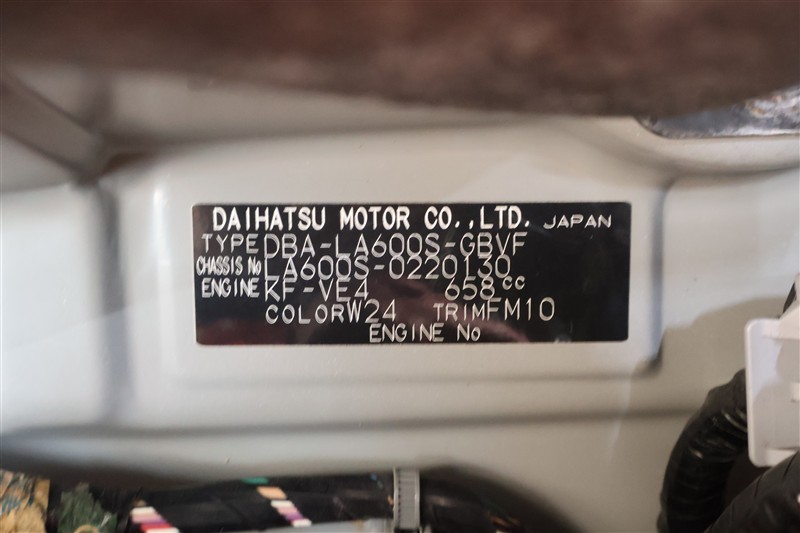 DAIHATSU MOTOR CO.,LTD. JAPAN
TYPE DBA-LA600S-GBVF
CHASSIS No LA600S-0220130
ENGINE KF-VE4 658cc
COLOR W24 TRIM FM10
ENGINE No